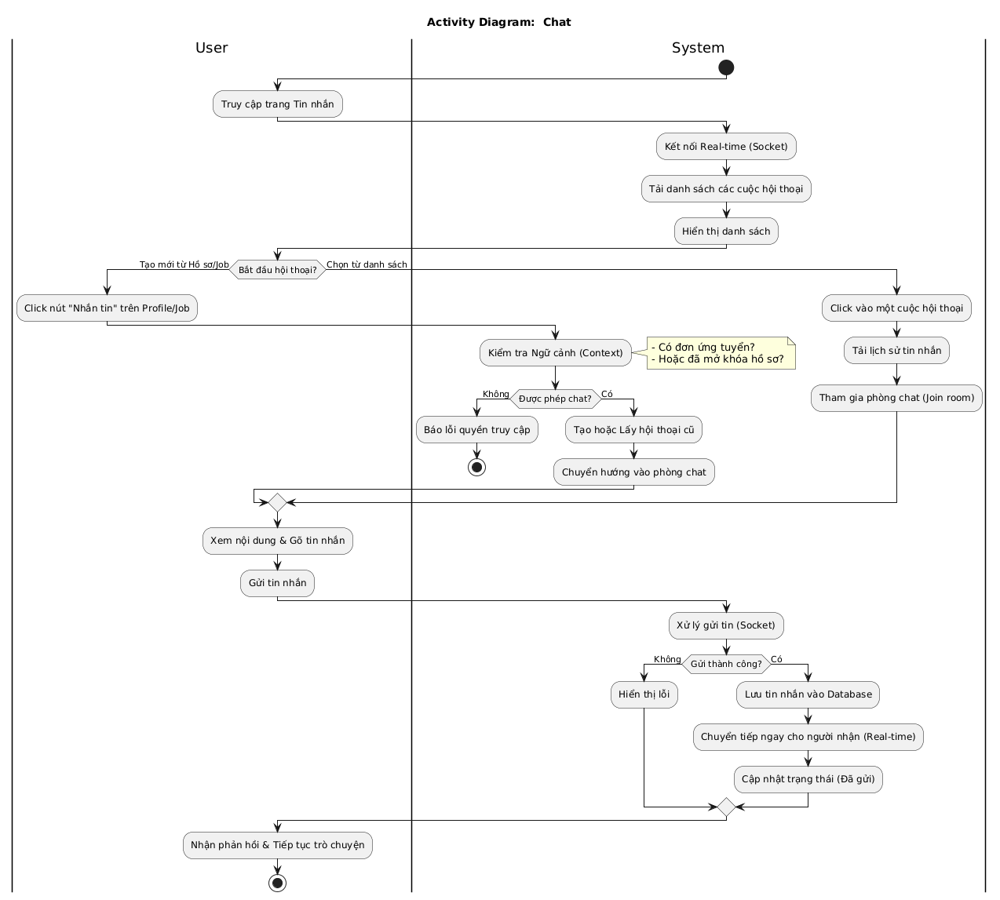 Activity Diagram:  Chat
User
System
Truy cập trang Tin nhắn
Kết nối Real-time (Socket)
Tải danh sách các cuộc hội thoại
Hiển thị danh sách
Tạo mới từ Hồ sơ/Job
Bắt đầu hội thoại?
Chọn từ danh sách
Click nút "Nhắn tin" trên Profile/Job
Click vào một cuộc hội thoại
Kiểm tra Ngữ cảnh (Context)
- Có đơn ứng tuyển?
- Hoặc đã mở khóa hồ sơ?
Tải lịch sử tin nhắn
Không
Được phép chat?
Có
Tham gia phòng chat (Join room)
Báo lỗi quyền truy cập
Tạo hoặc Lấy hội thoại cũ
Chuyển hướng vào phòng chat
Xem nội dung & Gõ tin nhắn
Gửi tin nhắn
Xử lý gửi tin (Socket)
Không
Gửi thành công?
Có
Hiển thị lỗi
Lưu tin nhắn vào Database
Chuyển tiếp ngay cho người nhận (Real-time)
Cập nhật trạng thái (Đã gửi)
Nhận phản hồi & Tiếp tục trò chuyện